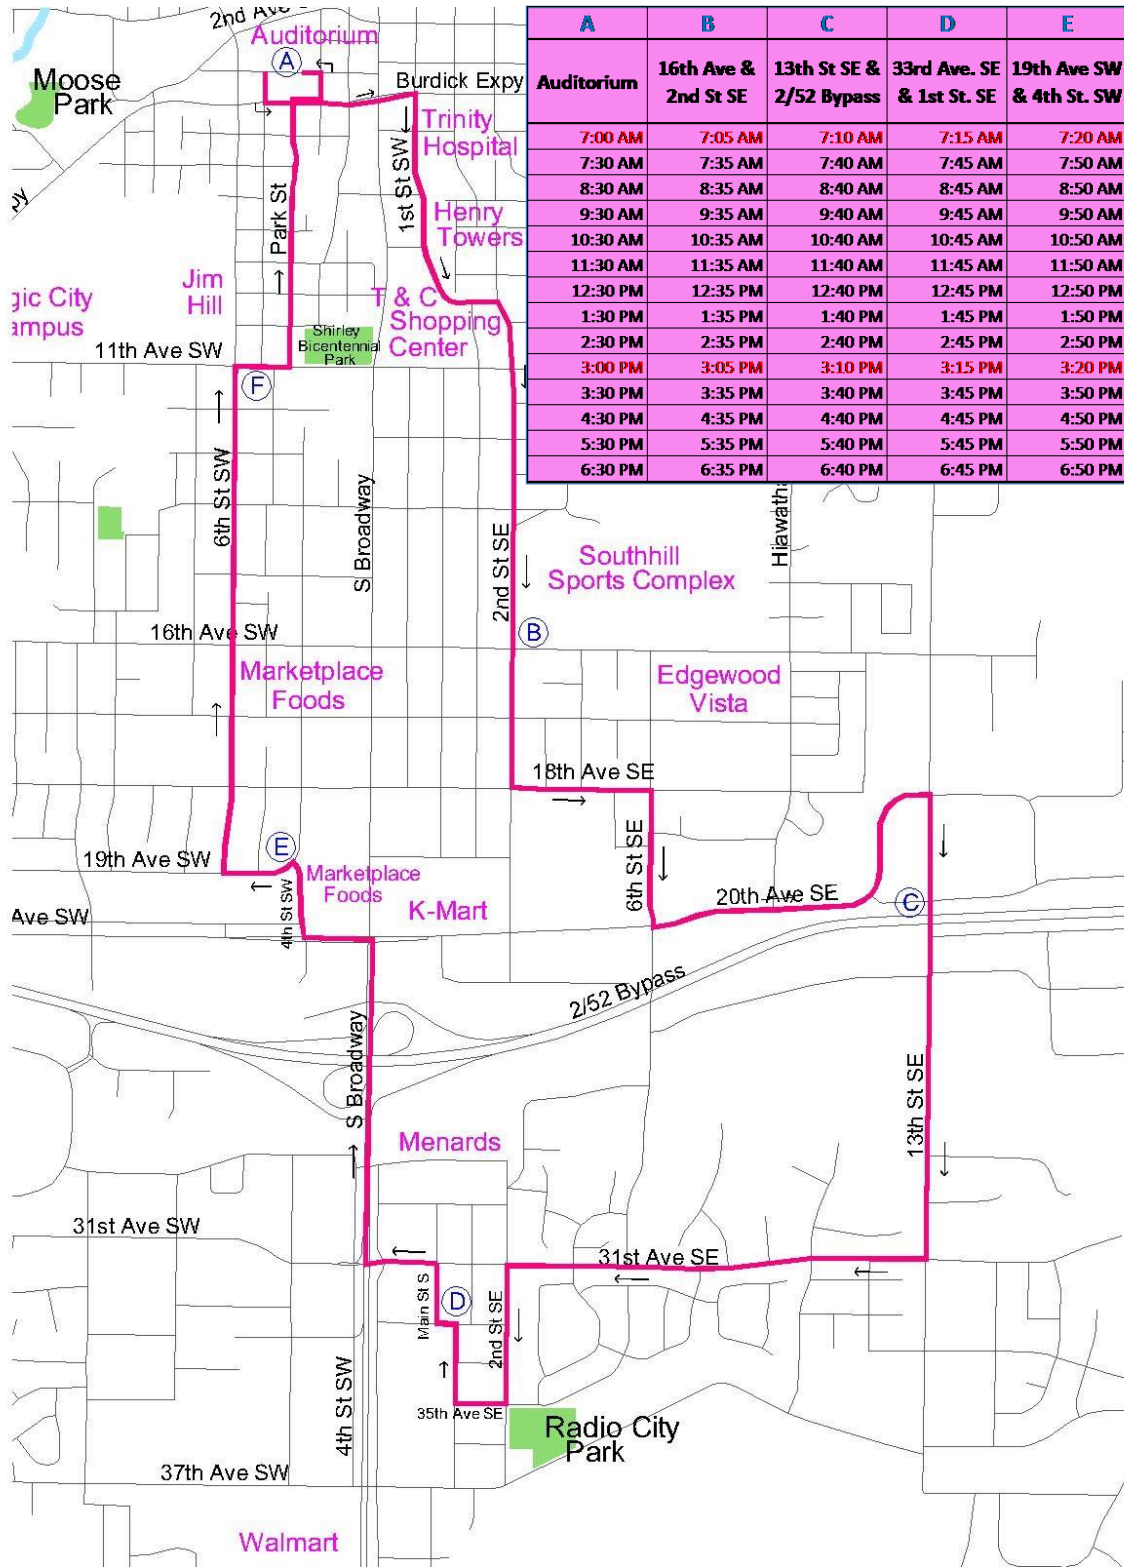 2nd Ave
Auditorium
A
Moose
Park
Burdick Expy
Trinity
Hospital
1st St SW
Park St
Henry
Towers
py
Jim
Hill
gic City
ampus
T & C
Shopping
Center
Shirley
Bicentennial
Park
11th Ave SW
F
6th St SW
S Broadway
2nd St SE
Hiawath
Southhill
Sports Complex
16th Ave SW
B
Marketplace
Foods
Edgewood
Vista
18th Ave SE
6th St SE
19th Ave SW
E
Marketplace
Foods
4th St SW
K-Mart
20th Ave SE
C
Ave SW
2/52 Bypass
S Broadway
13th St SE
Menards
31st Ave SW
31st Ave SE
Main St S
D
2nd St SE
4th St SW
35th Ave SE
Radio City
Park
37th Ave SW
Walmart
A B C D E
Auditorium 16th Ave & 13th St SE & 33rd Ave. SE 19th Ave SW
2nd St SE 2/52 Bypass & 1st St. SE & 4th St. SW
7:00 AM 7:05 AM 7:10 AM 7:15 AM 7:20 AM
7:30 AM 7:35 AM 7:40 AM 7:45 AM 7:50 AM
8:30 AM 8:35 AM 8:40 AM 8:45 AM 8:50 AM
9:30 AM 9:35 AM 9:40 AM 9:45 AM 9:50 AM
10:30 AM 10:35 AM 10:40 AM 10:45 AM 10:50 AM
11:30 AM 11:35 AM 11:40 AM 11:45 AM 11:50 AM
12:30 PM 12:35 PM 12:40 PM 12:45 PM 12:50 PM
1:30 PM 1:35 PM 1:40 PM 1:45 PM 1:50 PM
2:30 PM 2:35 PM 2:40 PM 2:45 PM 2:50 PM
3:00 PM 3:05 PM 3:10 PM 3:15 PM 3:20 PM
3:30 PM 3:35 PM 3:40 PM 3:45 PM 3:50 PM
4:30 PM 4:35 PM 4:40 PM 4:45 PM 4:50 PM
5:30 PM 5:35 PM 5:40 PM 5:45 PM 5:50 PM
6:30 PM 6:35 PM 6:40 PM 6:45 PM 6:50 PM